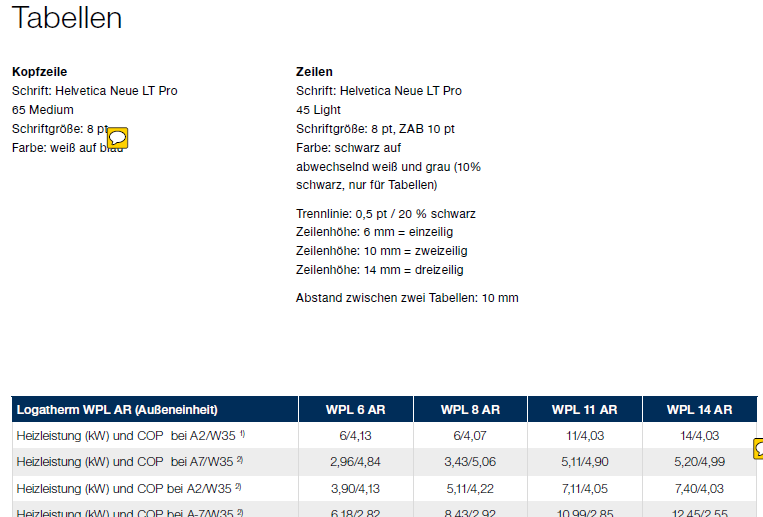 Tabellen
Kopfzeile
Schrift: Helvetica Neue LT Pro
65 Medium
Schriftgröße: 8 pt
Farbe: weiß auf blau
Zeilen
Schrift: Helvetica Neue LT Pro
45 Light
Schriftgröße: 8 pt, ZAB 10 pt
Farbe: schwarz auf
abwechselnd weiß und grau (10%
schwarz, nur für Tabellen)
Trennlinie: 0,5 pt / 20 % schwarz
Zeilenhöhe: 6 mm = einzeilig
Zeilenhöhe: 10 mm = zweizeilig
Zeilenhöhe: 14 mm = dreizeilig
Abstand zwischen zwei Tabellen: 10 mm
Logatherm WPL AR (Außeneinheit) WPL 6 AR WPL 8 AR WPL 11 AR WPL 14 AR
Heizleistung (kW) und COP bei A2/W35 1) 6/4,13 6/4,07 11/4,03 14/4,03
Heizleistung (kW) und COP bei A7/W35 2) 2,96/4,84 3,43/5,06 5,11/4,90 5,20/4,99
Heizleistung (kW) und COP bei A2/W35 2) 3,90/4,13 5,11/4,22 7,11/4,05 7,40/4,03
Heizleistung (kW) und COP bei A-7/W35 2) 6,18/2,82 8,43/2,92 10,99/2,85 12,45/2,55